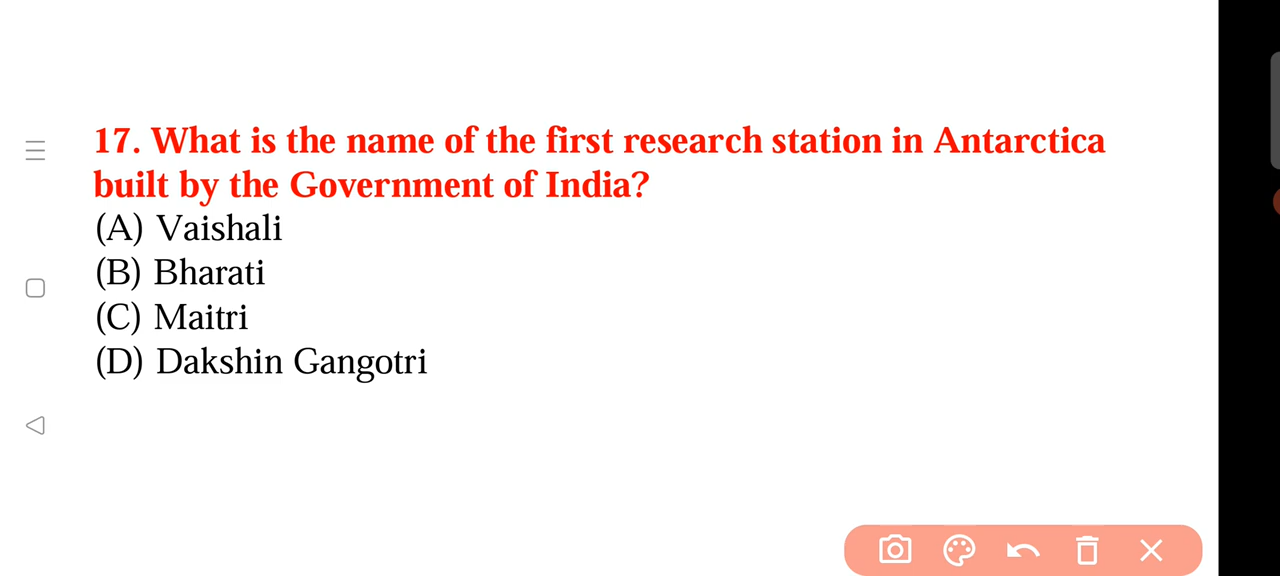 17. What is the name of the first research station in Antarctica
built by the Government of India?
(A) Vaishali
(B) Bharati
(C) Maitri
(D) Dakshin Gangotri